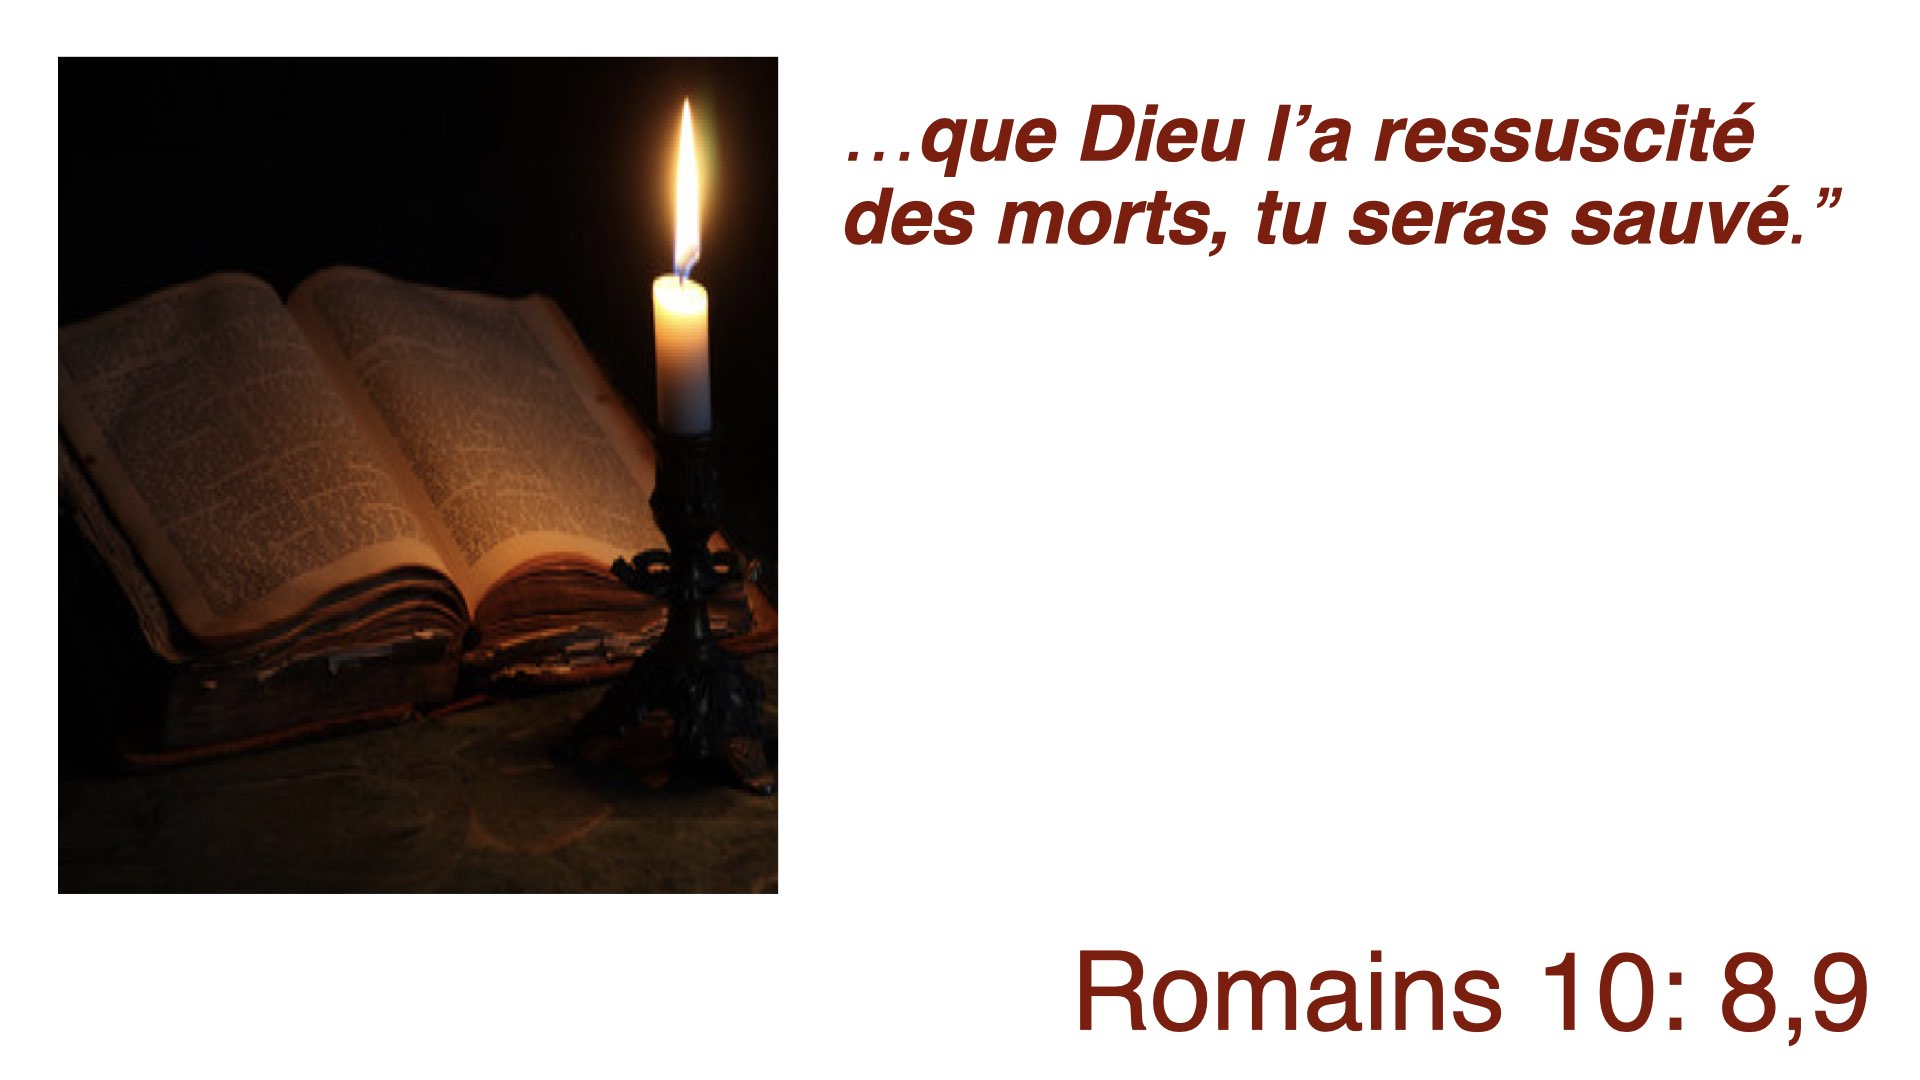 …que Dieu l’a ressuscité
des morts, tu seras sauvé.”
Romains 10: 8,9